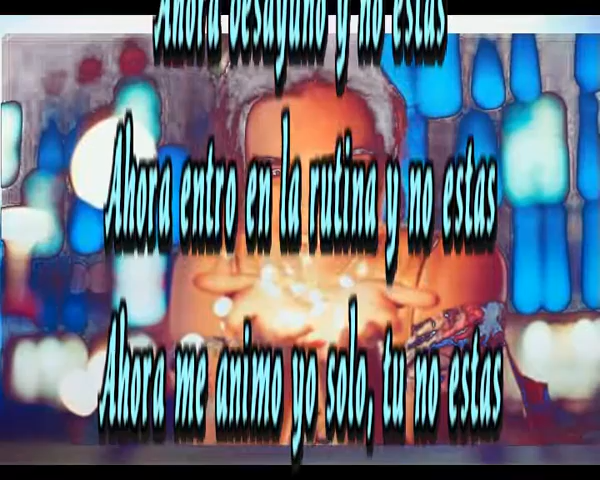 Ahora desayuno y no estas
Ahora entro en la rutina y no estas
Ahora me animo yo solo, tu no estas